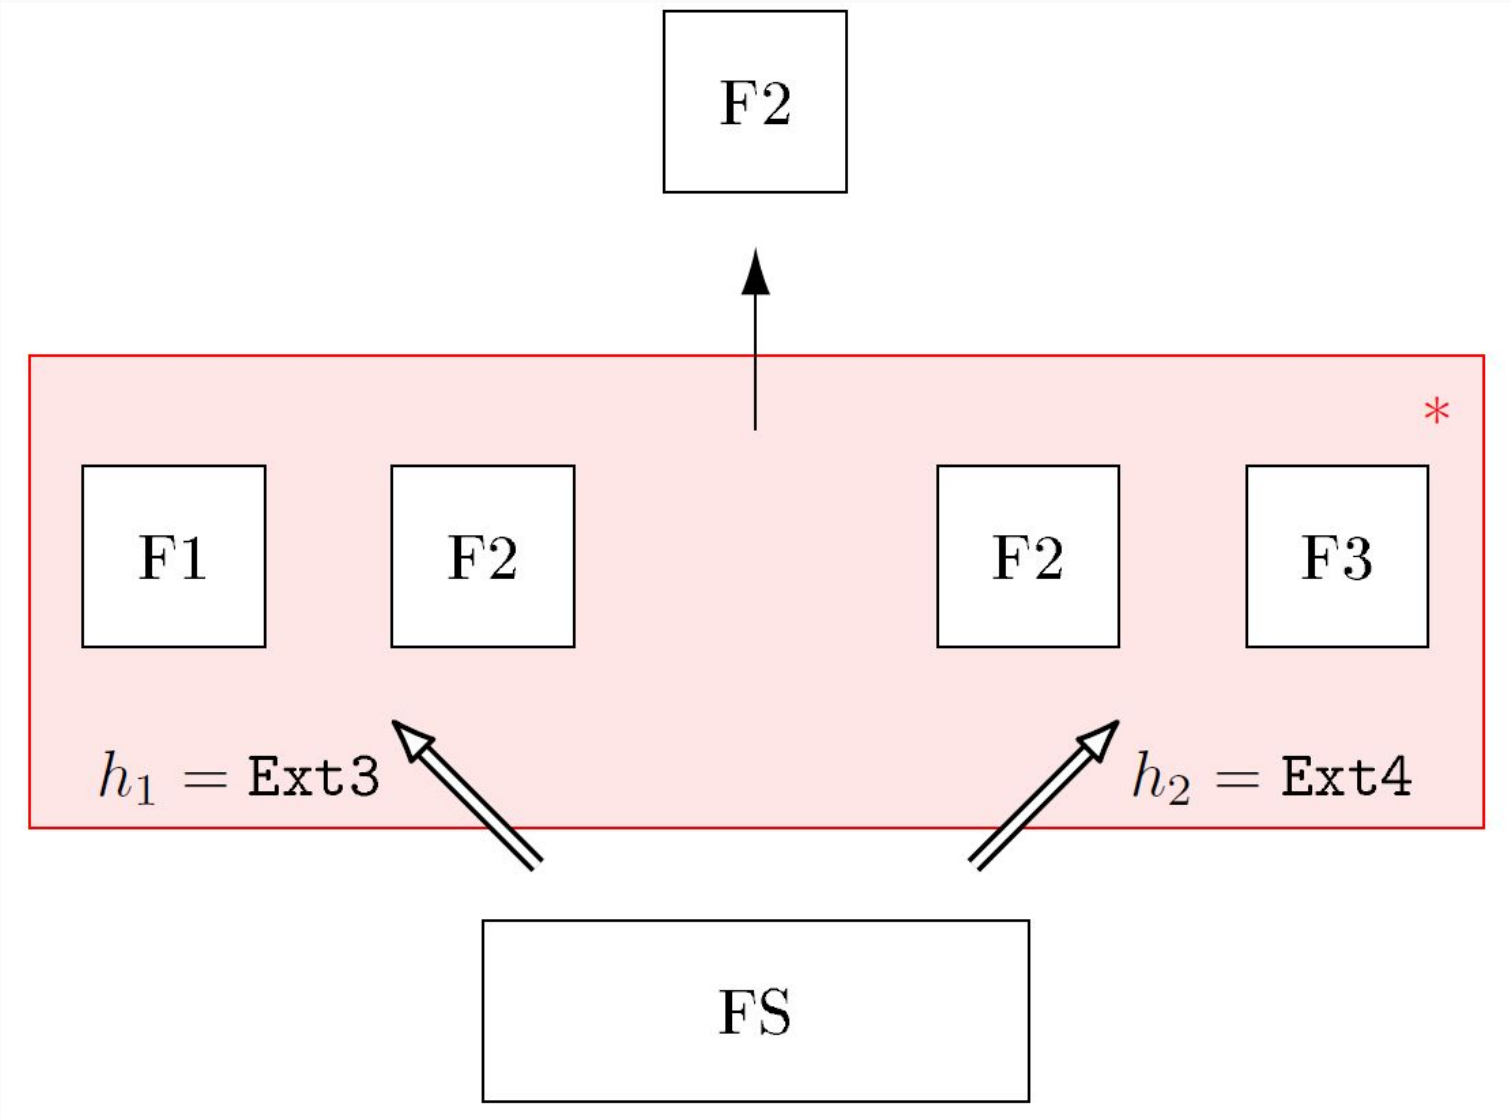 F2
*
F1 F2 F2 F3
h₁ = Ext3 h₂ = Ext4
FS